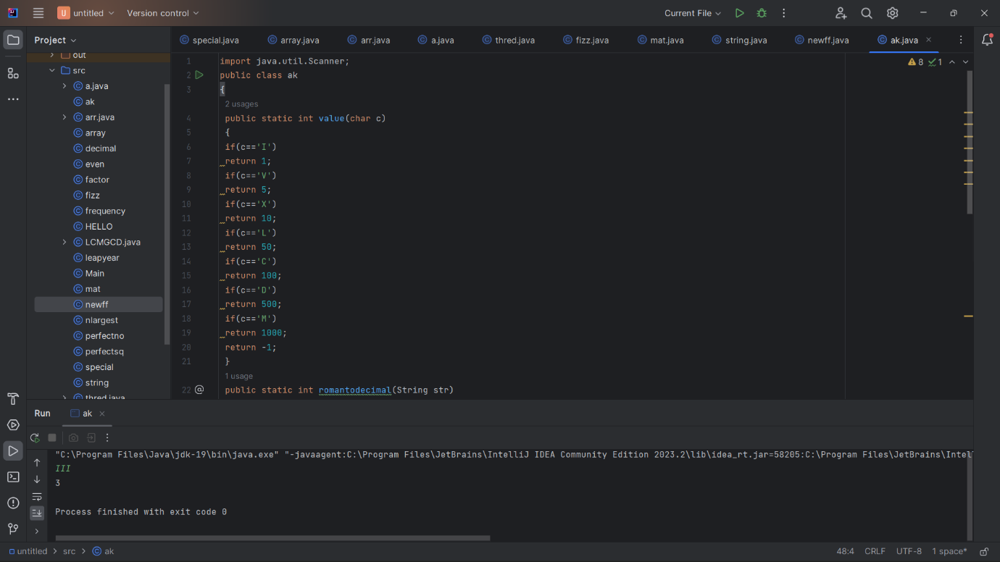 U untitled Version control Current File
Project
special.java array.java arr.java a.java thred.java fizz.java mat.java string.java newff.java ak.java
out
src
a.java
ak
arr.java
array
decimal
even
factor
fizz
frequency
HELLO
LCMGCD.java
leapyear
Main
mat
newff
nlargest
perfectno
perfectsq
special
string
thred.java
8 1
1 import java.util.Scanner;
2 public class ak
3 {
2 usages
4 public static int value(char c)
5 {
6 if(c=='I')
7 return 1;
8 if(c=='V')
9 return 5;
10 if(c=='X')
11 return 10;
12 if(c=='L')
13 return 50;
14 if(c=='C')
15 return 100;
16 if(c=='D')
17 return 500;
18 if(c=='M')
19 return 1000;
20 return -1;
21 }
1 usage
22 @ public static int romantodecimal(String str)
Run ak
"C:\Program Files\Java\jdk-19\bin\java.exe" "-javaagent:C:\Program Files\JetBrains\IntelliJ IDEA Community Edition 2023.2\lib\idea_rt.jar=58205:C:\Program Files\JetBrains\Intel
III
3
Process finished with exit code 0
untitled > src > ak 48:4 CRLF UTF-8 1 space*